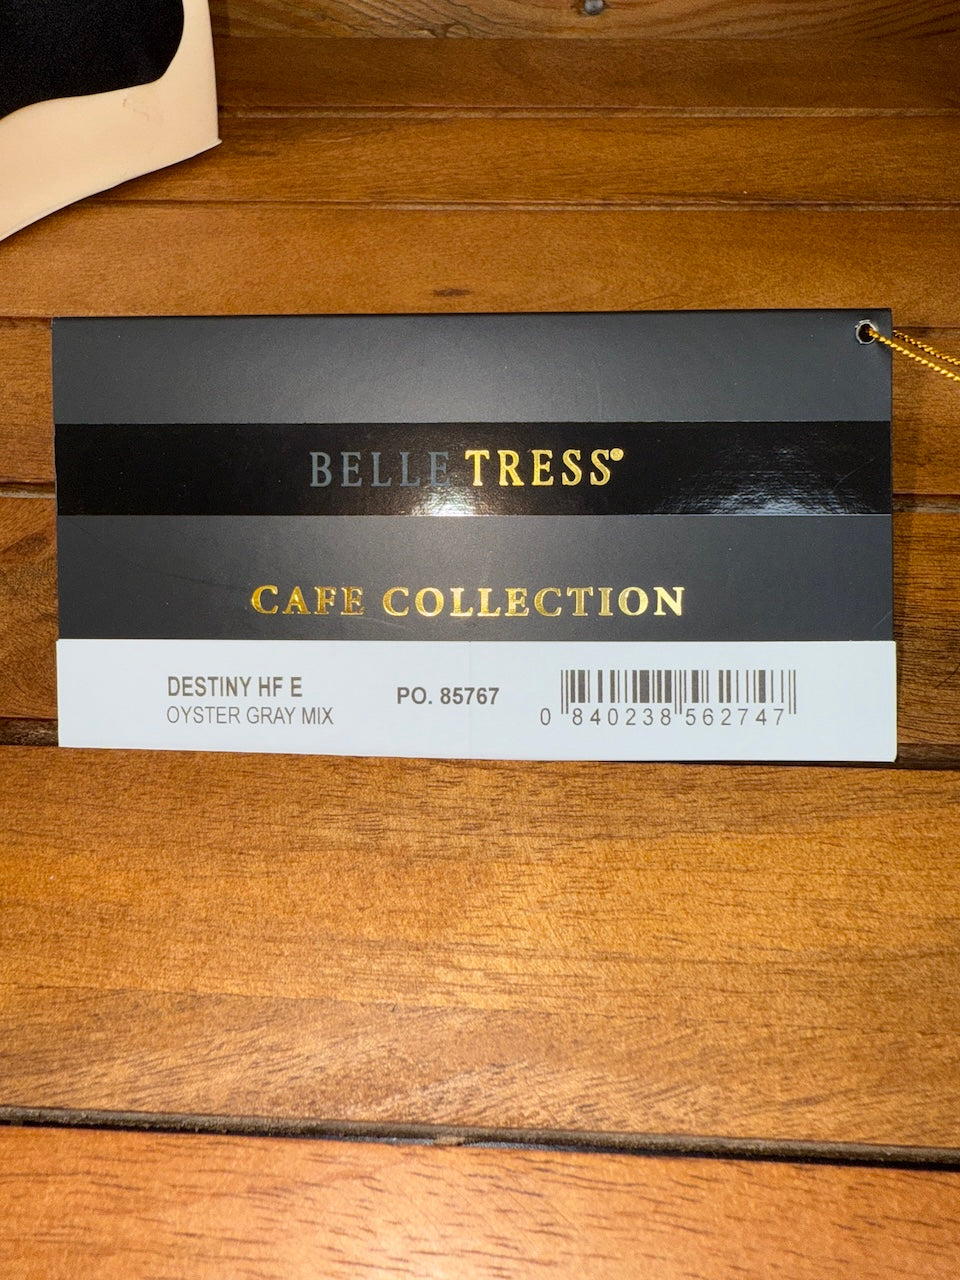 BELLE TRESS®
CAFE COLLECTION
DESTINY HF E
OYSTER GRAY MIX
PO. 85767
0 840238 562747